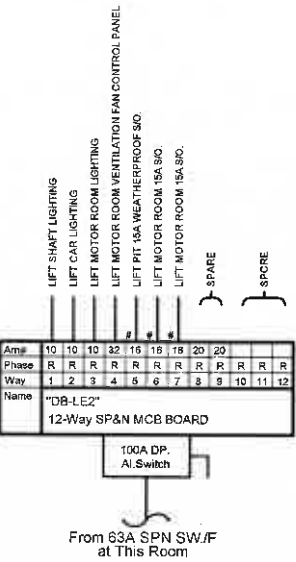 LIFT SHAFT LIGHTING
LIFT CAR LIGHTING
LIFT MOTOR ROOM LIGHTING
LIFT MOTOR ROOM VENTILATION FAN CONTROL PANEL
LIFT PIT 15A WEATHERPROOF S/O.
LIFT MOTOR ROOM 15A S/O.
LIFT MOTOR ROOM 15A S/O.
SPARE
SPCRE
# # #
Am# 10 10 10 32 16 16 16 20 20
Phase R R R R R R R R R R R R
Way 1 2 3 4 5 6 7 8 9 10 11 12
Name "DB-LE2"
12-Way SP&N MCB BOARD
100A DP.
Al.Switch
From 63A SPN SW./F
at This Room